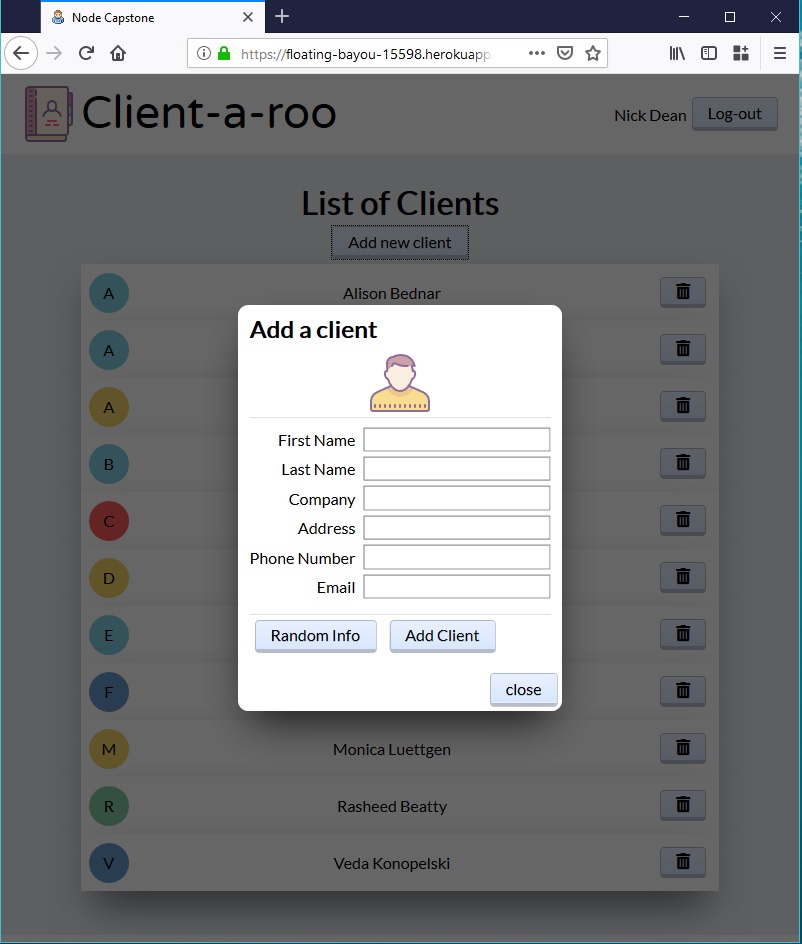 Node Capstone
https://floating-bayou-15598.herokuapp
Client-a-roo
Nick Dean
Log-out
List of Clients
Add new client
A
Alison Bednar
A
A
B
C
D
E
F
Add a client
First Name
Last Name
Company
Address
Phone Number
Email
Random Info
Add Client
close
M
Monica Luettgen
R
Rasheed Beatty
V
Veda Konopelski